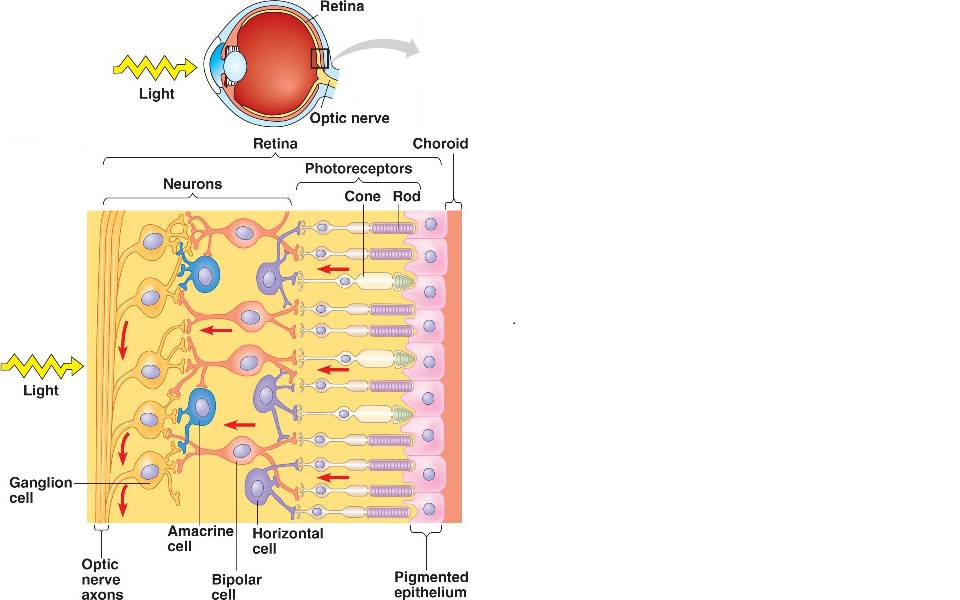 Retina
Light
Optic nerve
Retina
Choroid
Photoreceptors
Neurons
Cone
Rod
Light
Ganglion
cell
Amacrine
cell
Horizontal
cell
Optic
nerve
axons
Bipolar
cell
Pigmented
epithelium
.